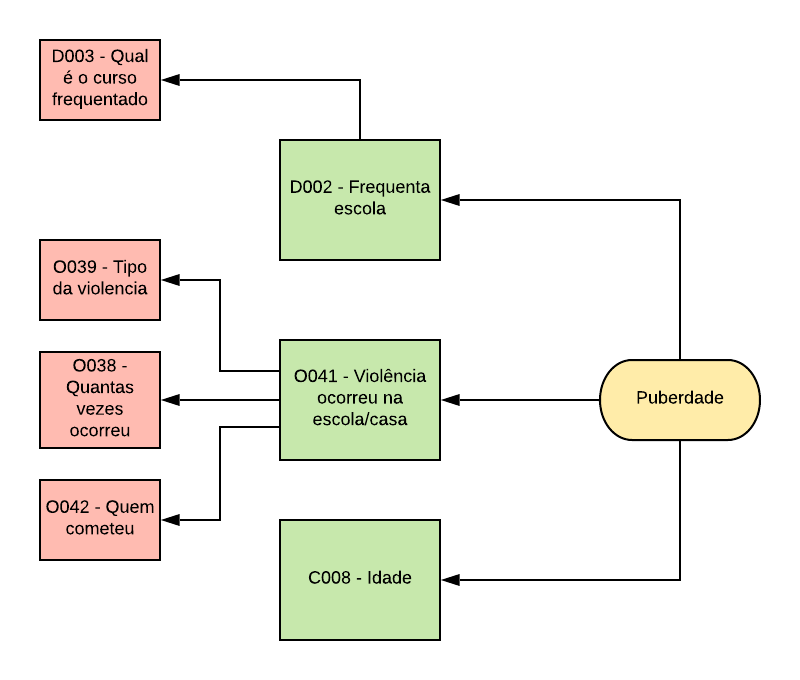 D003 - Qual
é o curso
frequentado
D002 - Frequenta
escola
O039 - Tipo
da violencia
O038 -
Quantas
vezes
ocorreu
O041 - Violência
ocorreu na
escola/casa
Puberdade
O042 - Quem
cometeu
C008 - Idade